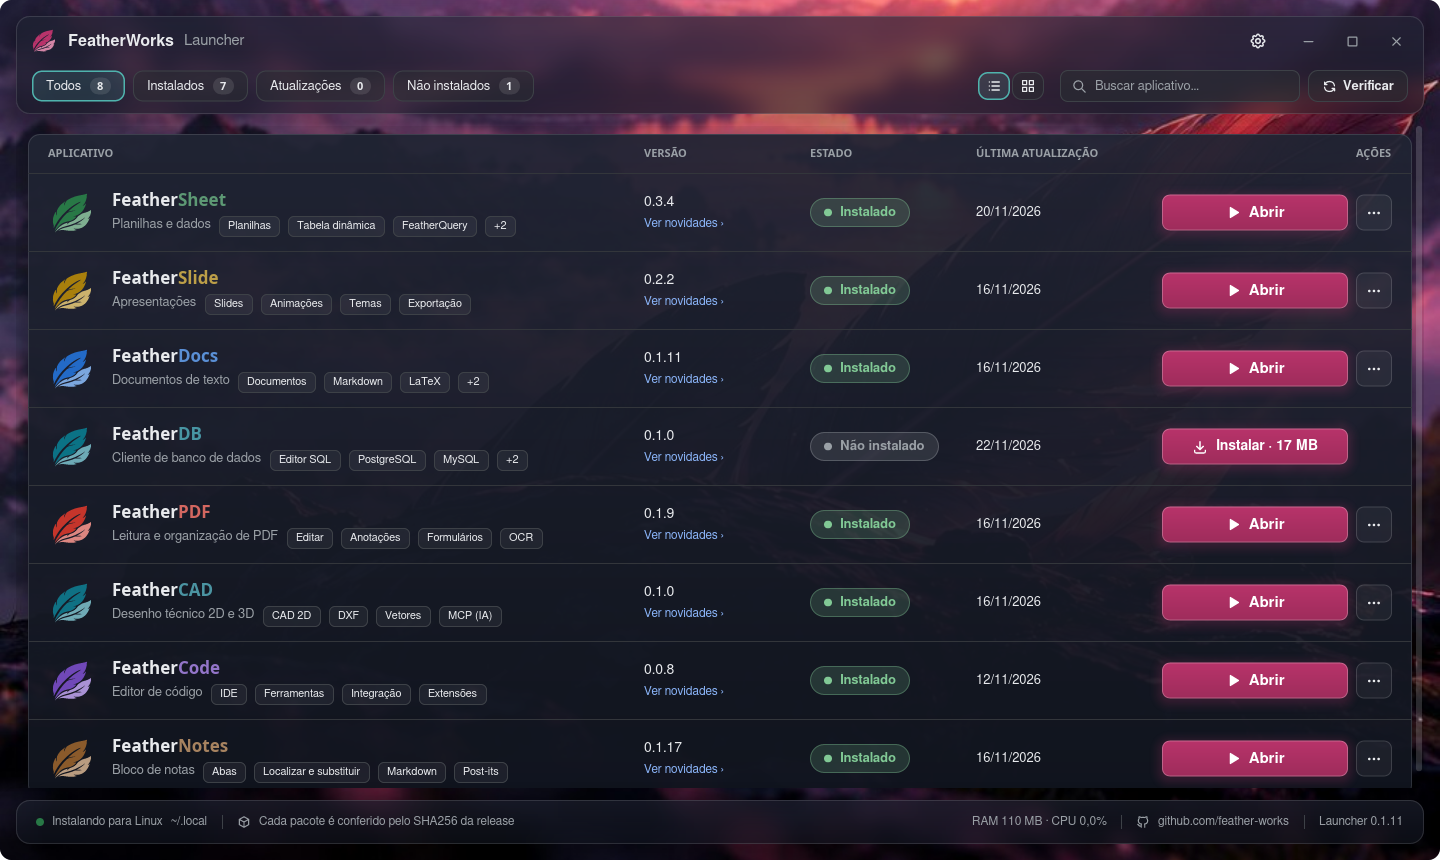 FeatherWorks Launcher
Todos 8 Instalados 7 Atualizações 0 Não instalados 1 Buscar aplicativo... Verificar
APLICATIVO VERSÃO ESTADO ÚLTIMA ATUALIZAÇÃO AÇÕES
FeatherSheet 0.3.4 Instalado 20/11/2026 Abrir
Planilhas e dados Planilhas Tabela dinâmica FeatherQuery +2 Ver novidades ›
FeatherSlide 0.2.2 Instalado 16/11/2026 Abrir
Apresentações Slides Animações Temas Exportação Ver novidades ›
FeatherDocs 0.1.11 Instalado 16/11/2026 Abrir
Documentos de texto Documentos Markdown LaTeX +2 Ver novidades ›
FeatherDB 0.1.0 Não instalado 22/11/2026 Instalar · 17 MB
Cliente de banco de dados Editor SQL PostgreSQL MySQL +2 Ver novidades ›
FeatherPDF 0.1.9 Instalado 16/11/2026 Abrir
Leitura e organização de PDF Editar Anotações Formulários OCR Ver novidades ›
FeatherCAD 0.1.0 Instalado 16/11/2026 Abrir
Desenho técnico 2D e 3D CAD 2D DXF Vetores MCP (IA) Ver novidades ›
FeatherCode 0.0.8 Instalado 12/11/2026 Abrir
Editor de código IDE Ferramentas Integração Extensões Ver novidades ›
FeatherNotes 0.1.17 Instalado 16/11/2026 Abrir
Bloco de notas Abas Localizar e substituir Markdown Post-its Ver novidades ›
Instalando para Linux ~/.local Cada pacote é conferido pelo SHA256 da release RAM 110 MB · CPU 0,0% github.com/feather-works Launcher 0.1.11